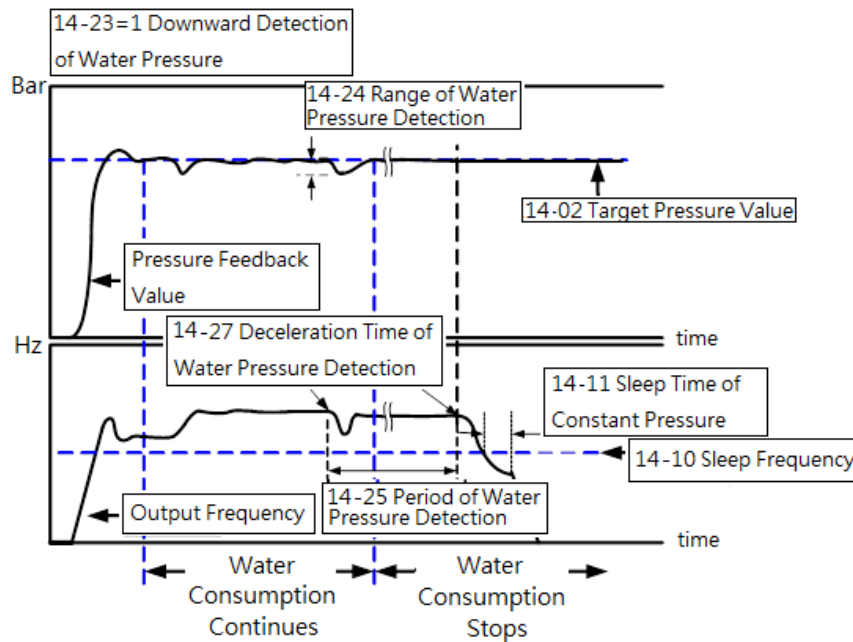 14-23=1 Downward Detection
of Water Pressure
Bar
14-24 Range of Water
Pressure Detection
14-02 Target Pressure Value
Pressure Feedback
Value
time
Hz
14-27 Deceleration Time of
Water Pressure Detection
14-11 Sleep Time of
Constant Pressure
14-10 Sleep Frequency
14-25 Period of Water
Pressure Detection
Output Frequency
time
Water
Consumption
Continues
Water
Consumption
Stops